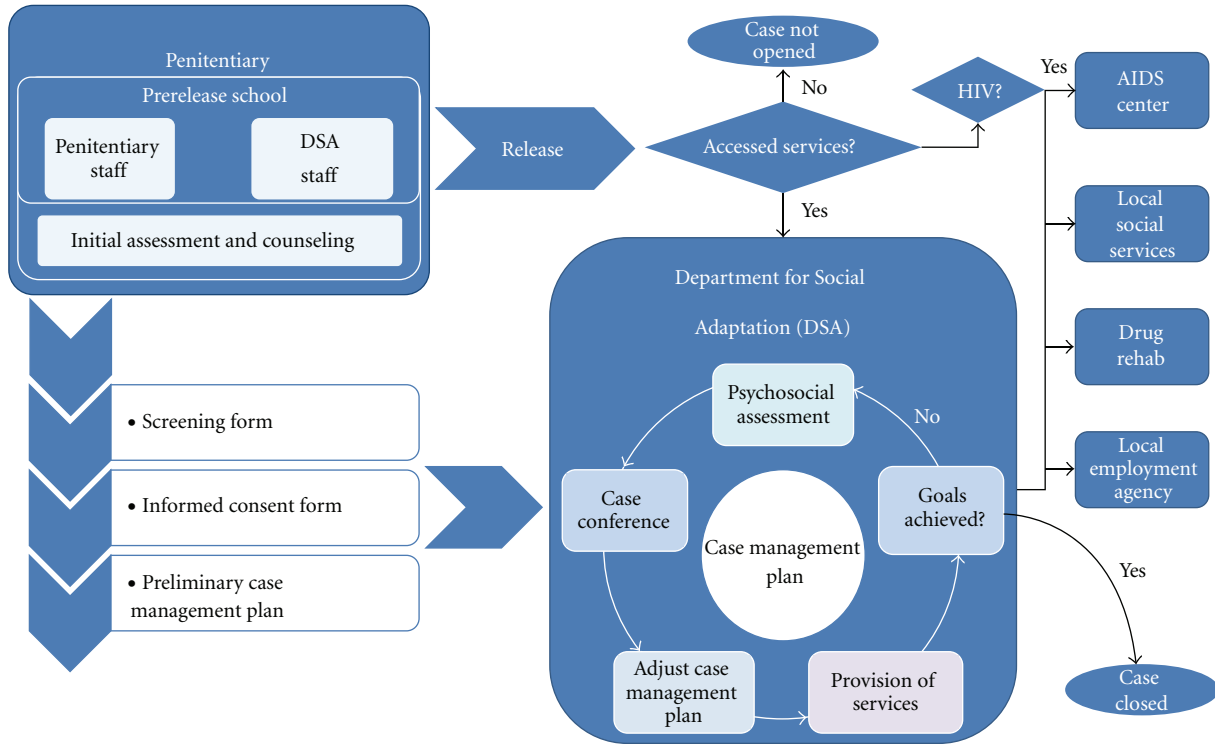 Penitentiary
Prerelease school
Penitentiary
staff
DSA
staff
Initial assessment and counseling
Release
Case not
opened
No
Accessed services?
Yes
HIV?
Yes
AIDS
center
Local
social
services
Drug
rehab
Local
employment
agency
• Screening form
• Informed consent form
• Preliminary case
management plan
Department for Social
Adaptation (DSA)
Psychosocial
assessment
No
Case
conference
Goals
achieved?
Case management
plan
Adjust case
management
plan
Provision of
services
Yes
Case
closed